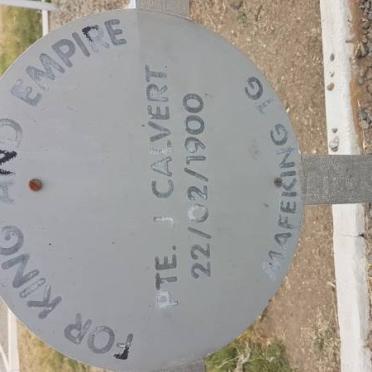 FOR KING AND EMPIRE
PTE. J CALVERT
22/02/1900
MAFEKING TG